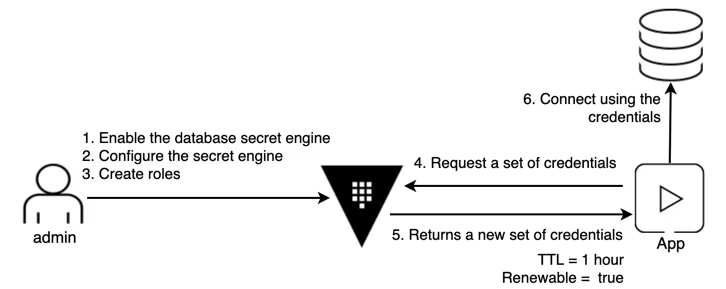 6. Connect using the
credentials
1. Enable the database secret engine
2. Configure the secret engine
3. Create roles
4. Request a set of credentials
admin
5. Returns a new set of credentials
App
TTL = 1 hour
Renewable = true